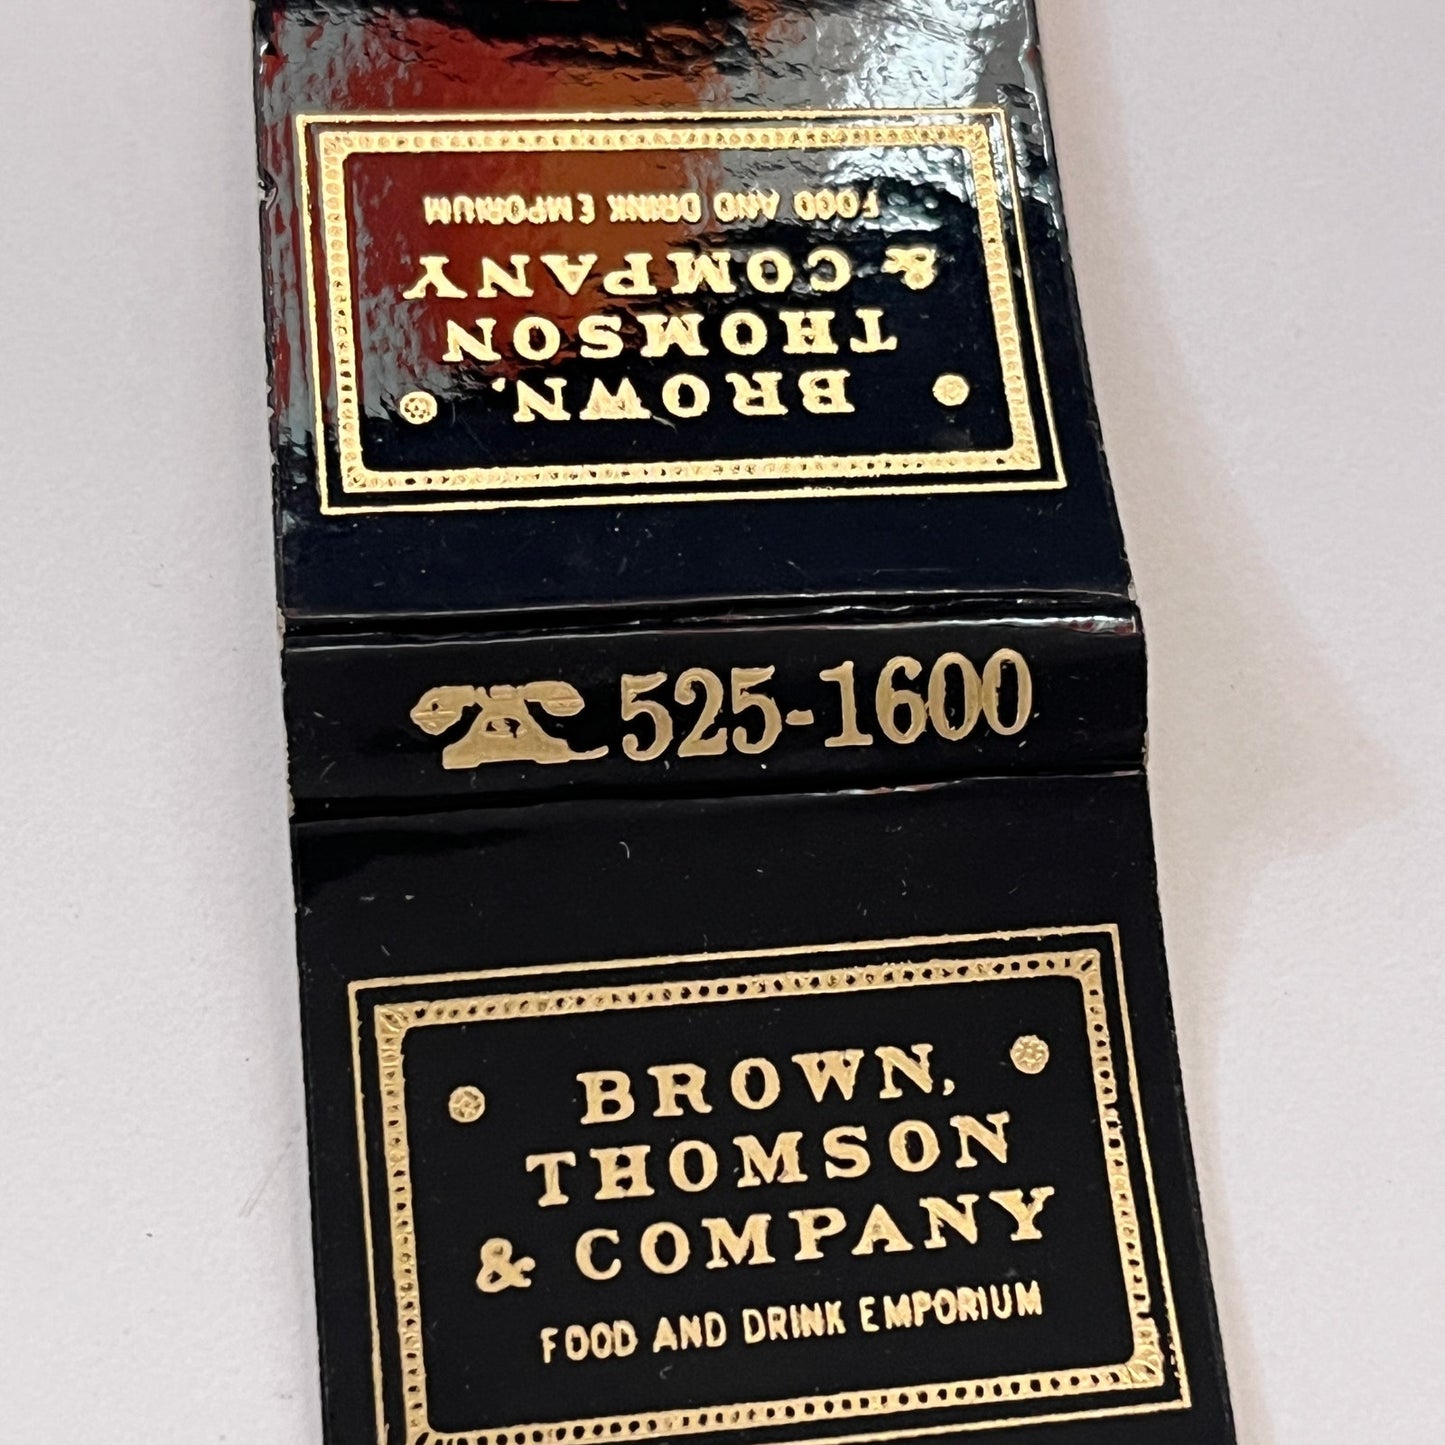 FOOD AND DRINK EMPORIUM
& COMPANY
THOMSON
BROWN,
525-1600
BROWN,
THOMSON
& COMPANY
FOOD AND DRINK EMPORIUM